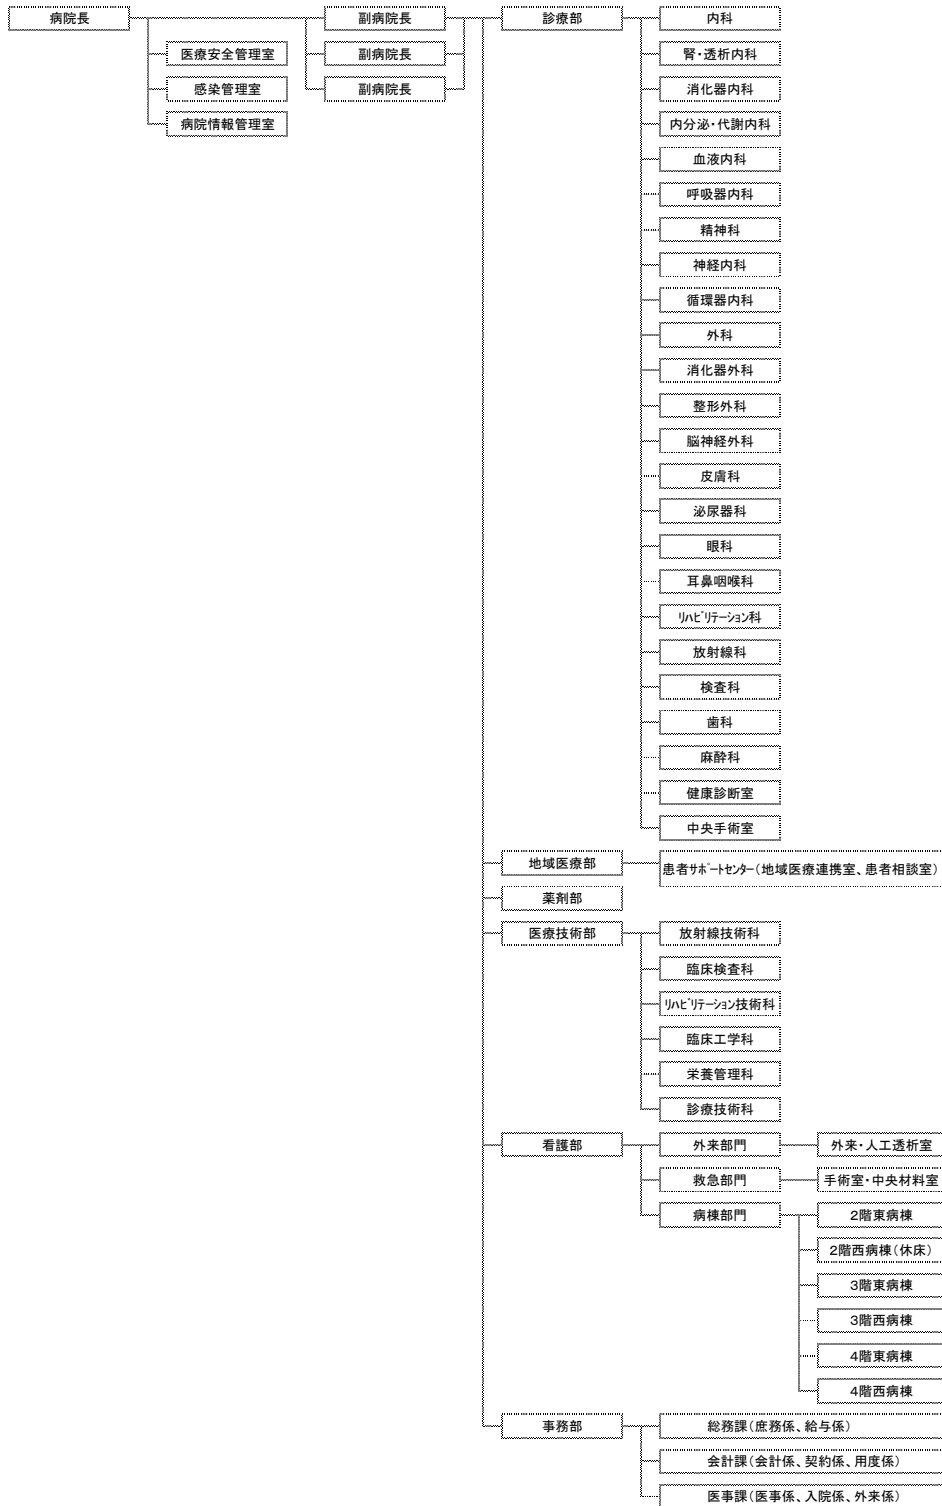 病院長 副病院長 診療部 内科
医療安全管理室 副病院長 腎・透析内科
感染管理室 副病院長 消化器内科
病院情報管理室 内分泌・代謝内科
血液内科
呼吸器内科
精神科
神経内科
循環器内科
外科
消化器外科
整形外科
脳神経外科
皮膚科
泌尿器科
眼科
耳鼻咽喉科
リハビリテーション科
放射線科
検査科
歯科
麻酔科
健康診断室
中央手術室
地域医療部 患者サポートセンター(地域医療連携室、患者相談室)
薬剤部
医療技術部 放射線技術科
臨床検査科
リハビリテーション技術科
臨床工学科
栄養管理科
診療技術科
看護部 外来部門 外来・人工透析室
救急部門 手術室・中央材料室
病棟部門 2階東病棟
2階西病棟(休床)
3階東病棟
3階西病棟
4階東病棟
4階西病棟
事務部 総務課(庶務係、給与係)
会計課(会計係、契約係、用度係)
医事課(医事係、入院係、外来係)